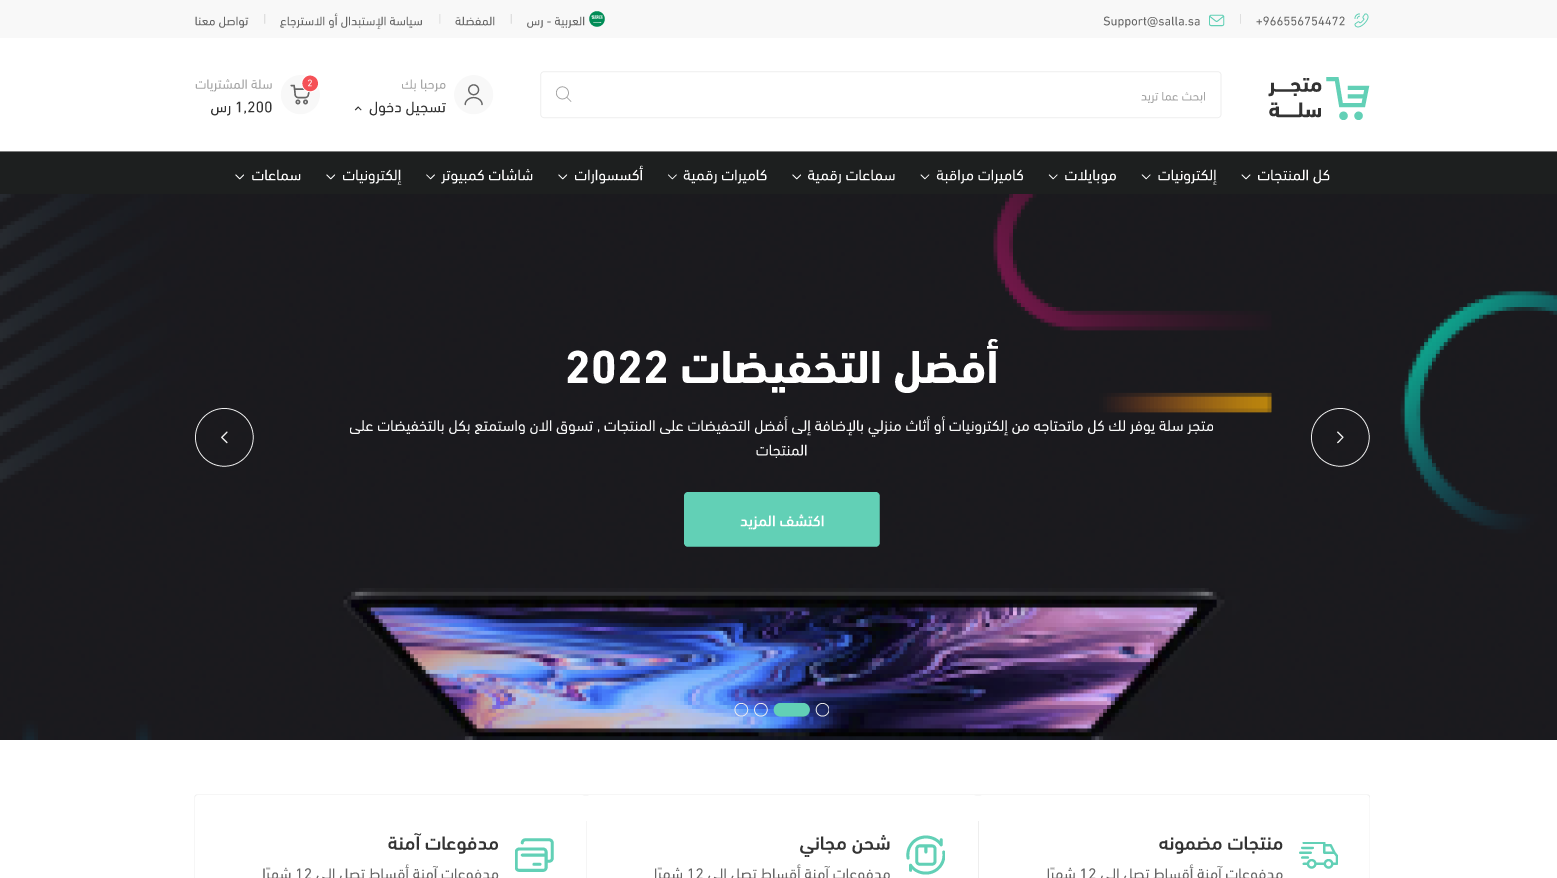 +966556754472
Support@salla.sa
العربية - رس
المفضلة
سياسة الإستبدال أو الاسترجاع
تواصل معنا
متجر سلة
ابحث عما تريد
مرحبا بك
تسجيل دخول
2
سلة المشتريات
1,200 رس
كل المنتجات
إلكترونيات
موبايلات
كاميرات مراقبة
سماعات رقمية
كاميرات رقمية
أكسسوارات
شاشات كمبيوتر
إلكترونيات
سماعات
أفضل التخفيضات 2022
متجر سلة يوفر لك كل ماتحتاجه من إلكترونيات أو أثاث منزلي بالإضافة إلى أفضل التحفيضات على المنتجات , تسوق الان واستمتع بكل بالتخفيضات على
المنتجات
اكتشف المزيد
منتجات مضمونه
مدفوعات آمنة أقساط تصل إلى 12 شهرًا
شحن مجاني
مدفوعات آمنة أقساط تصل إلى 12 شهرًا
مدفوعات آمنة
مدفوعات آمنة أقساط تصل إلى 12 شهرًا